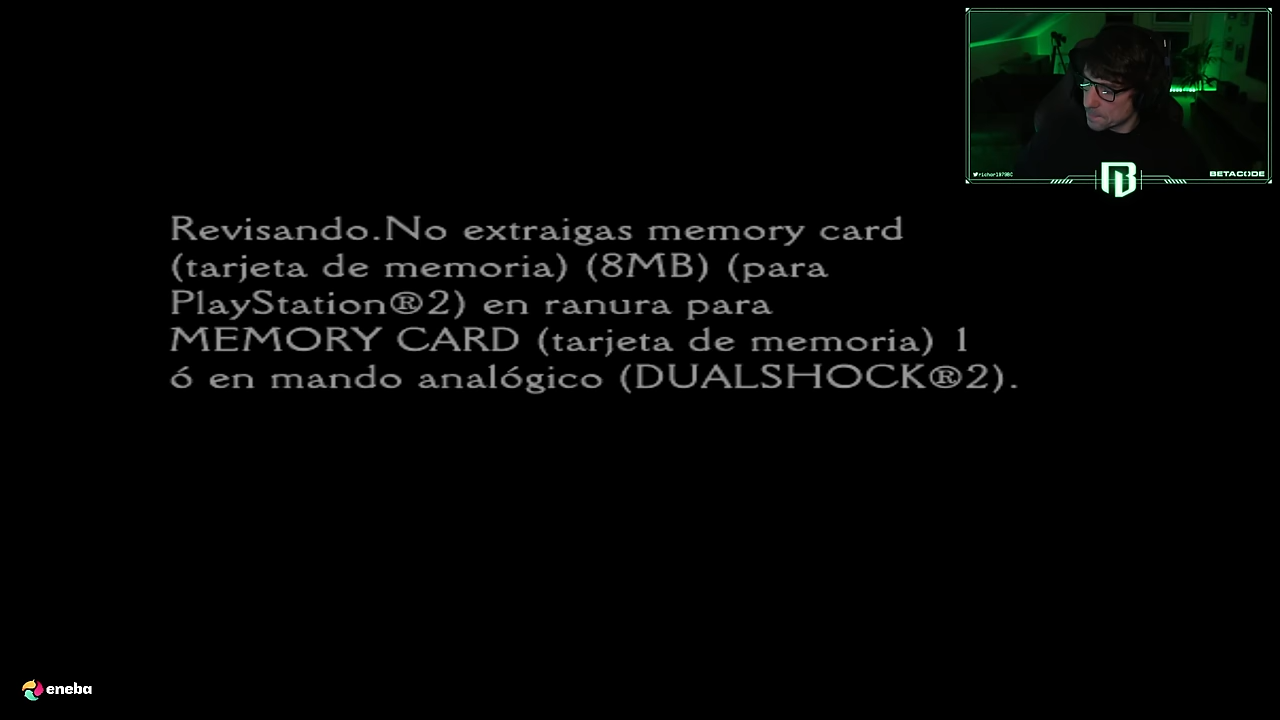 Revisando.No extraigas memory card
(tarjeta de memoria) (8MB) (para
PlayStation®2) en ranura para
MEMORY CARD (tarjeta de memoria) 1
ó en mando analógico (DUALSHOCK®2).
BETACODE
eneba